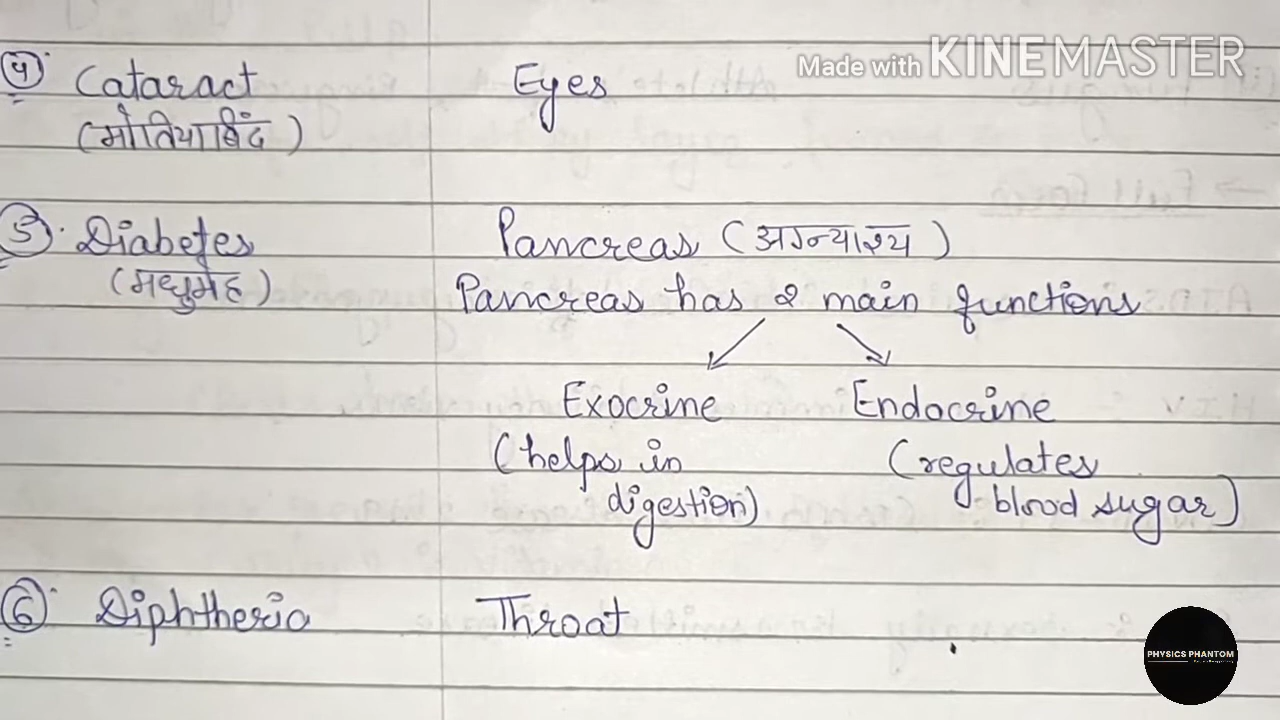 Made with KINEMASTER
4 Cataract Eyes
(मोतियाबिंद)
5. Diabetes Pancreas (अग्न्याश्य)
(मधुमेह) Pancreas has 2 main functions
Exocrine Endocrine
(helps in (regulates
digestion) blood sugar)
6 Diphtheria Throat
PHYSICS PHANTOM